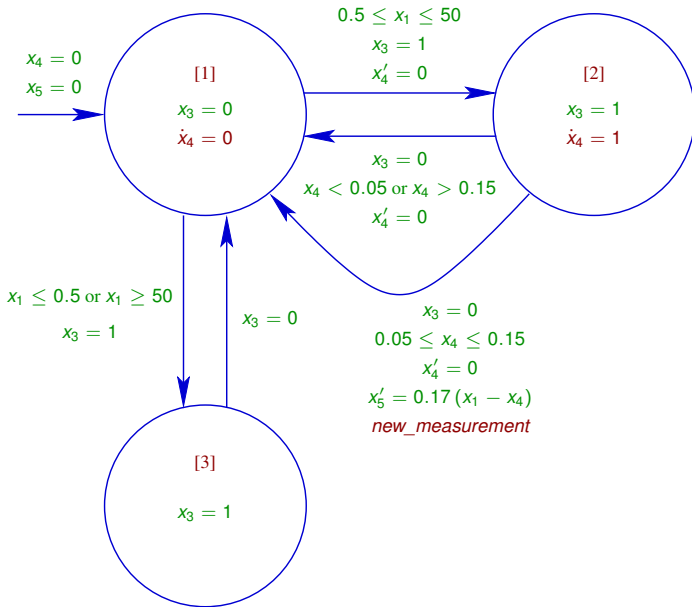 x₄ = 0
x₅ = 0
[1]
x₃ = 0
ẋ₄ = 0
0.5 ≤ x₁ ≤ 50
x₃ = 1
x₄′ = 0
[2]
x₃ = 1
ẋ₄ = 1
x₃ = 0
x₄ < 0.05 or x₄ > 0.15
x₄′ = 0
x₁ ≤ 0.5 or x₁ ≥ 50
x₃ = 1
x₃ = 0
x₃ = 0
0.05 ≤ x₄ ≤ 0.15
x₄′ = 0
x₅′ = 0.17 (x₁ − x₄)
new_measurement
[3]
x₃ = 1